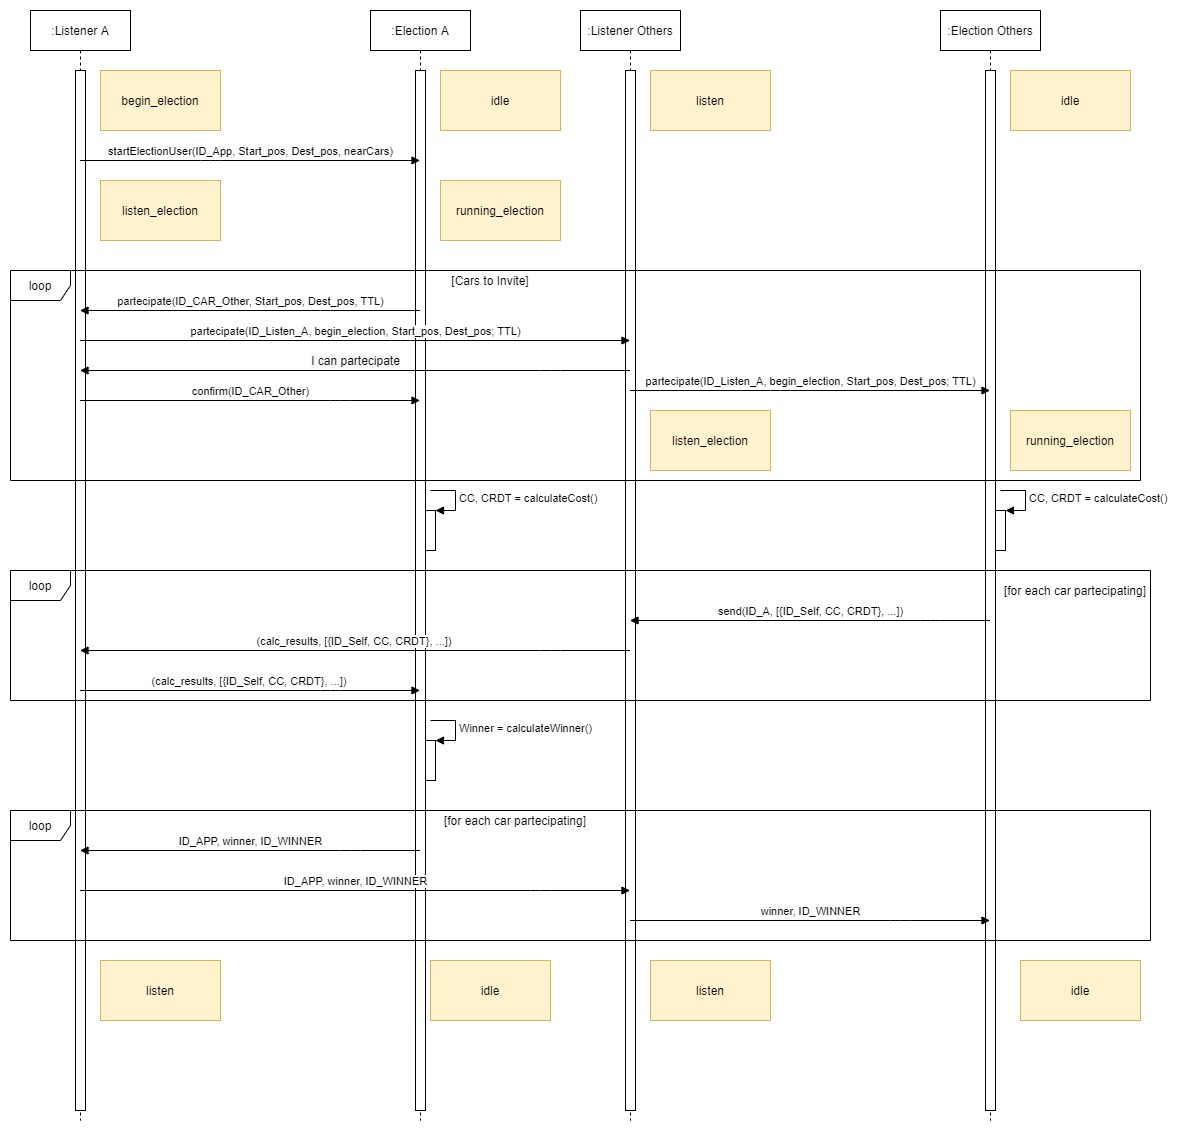 :Listener A
:Election A
:Listener Others
:Election Others
begin_election
idle
listen
idle
startElectionUser(ID_App, Start_pos, Dest_pos, nearCars)
listen_election
running_election
loop
[Cars to Invite]
partecipate(ID_CAR_Other, Start_pos, Dest_pos, TTL)
partecipate(ID_Listen_A, begin_election, Start_pos, Dest_pos; TTL)
I can partecipate
partecipate(ID_Listen_A, begin_election, Start_pos, Dest_pos; TTL)
confirm(ID_CAR_Other)
listen_election
running_election
CC, CRDT = calculateCost()
CC, CRDT = calculateCost()
loop
[for each car partecipating]
send(ID_A, [{ID_Self, CC, CRDT}, ...])
(calc_results, [{ID_Self, CC, CRDT}, ...])
(calc_results, [{ID_Self, CC, CRDT}, ...])
Winner = calculateWinner()
loop
[for each car partecipating]
ID_APP, winner, ID_WINNER
ID_APP, winner, ID_WINNER
winner, ID_WINNER
listen
idle
listen
idle